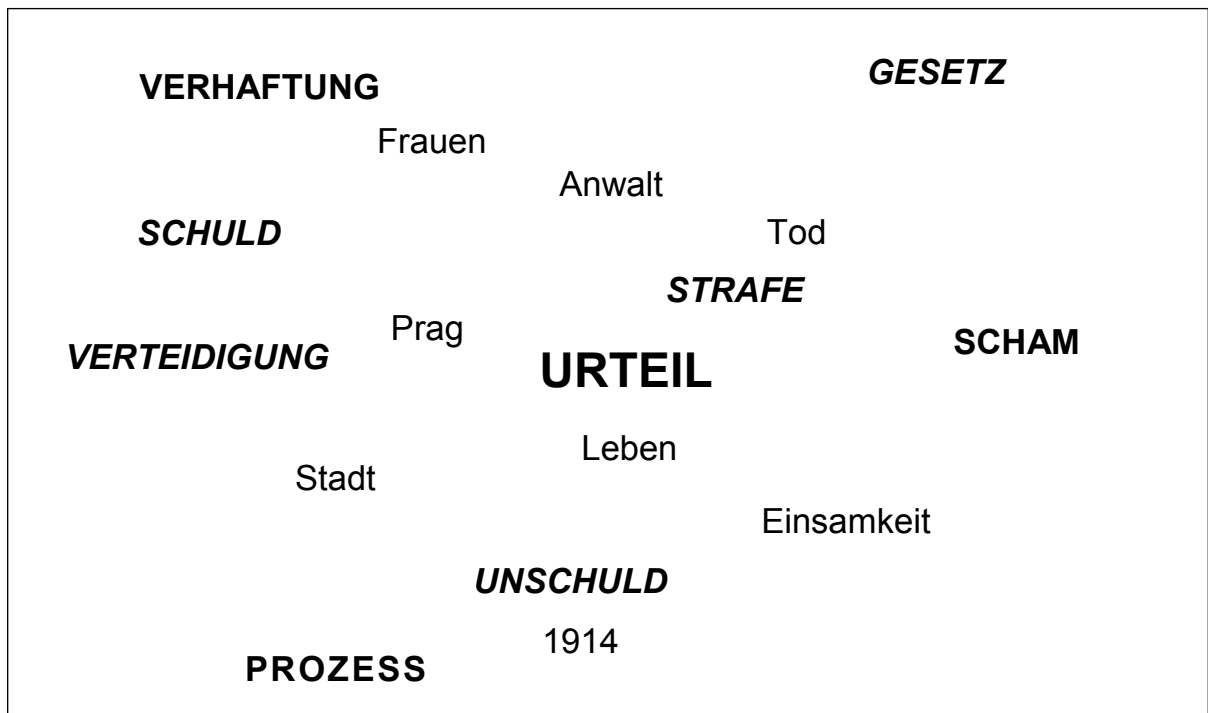 GESETZ
VERHAFTUNG
Frauen
Anwalt
SCHULD
Tod
STRAFE
Prag
SCHAM
VERTEIDIGUNG
URTEIL
Leben
Stadt
Einsamkeit
UNSCHULD
1914
PROZESS